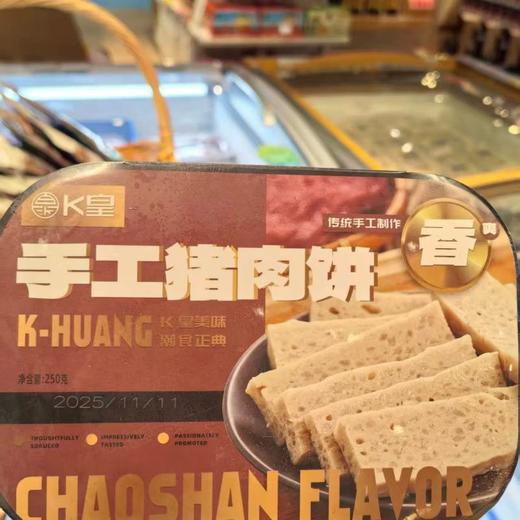 K皇
传统手工制作
香
爽
手工猪肉饼
K-HUANG
K皇美味
潮食正典
净含量:250克
2025/11/11
THOUGHTFULLY
SOURCED
IMPRESSIVELY
TASTED
PASSIONATELY
PROMOTED
CHAOSHAN FLAVOR